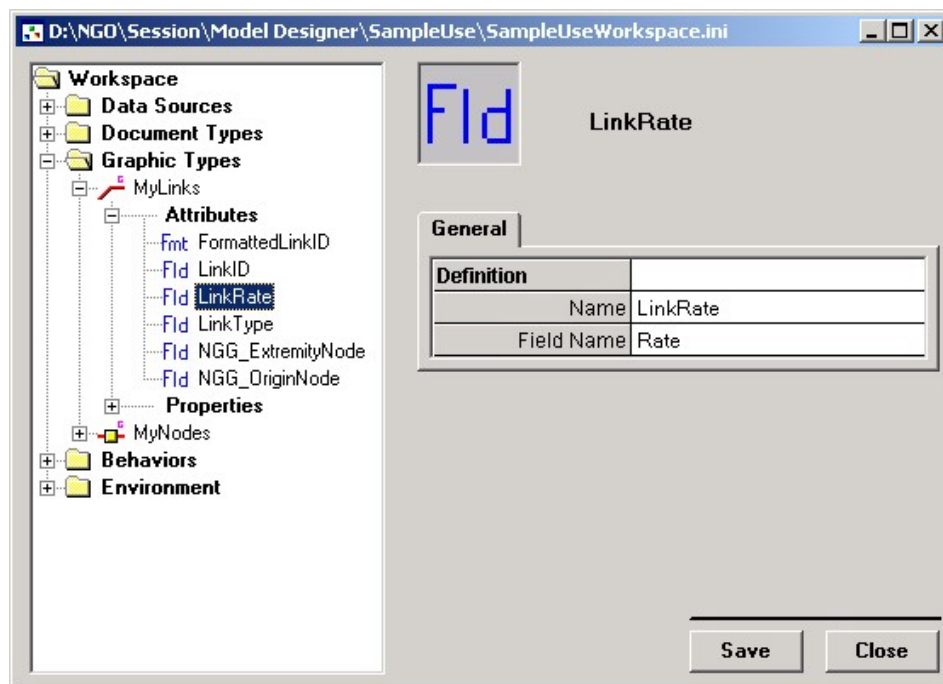 D:\NGO\Session\Model Designer\SampleUse\SampleUseWorkspace.ini
Workspace
Data Sources
Document Types
Graphic Types
MyLinks
Attributes
Fmt FormattedLinkID
Fld LinkID
Fld LinkRate
Fld LinkType
Fld NGG_ExtremityNode
Fld NGG_OriginNode
Properties
MyNodes
Behaviors
Environment
Fld
LinkRate
General
Definition
Name LinkRate
Field Name Rate
Save Close